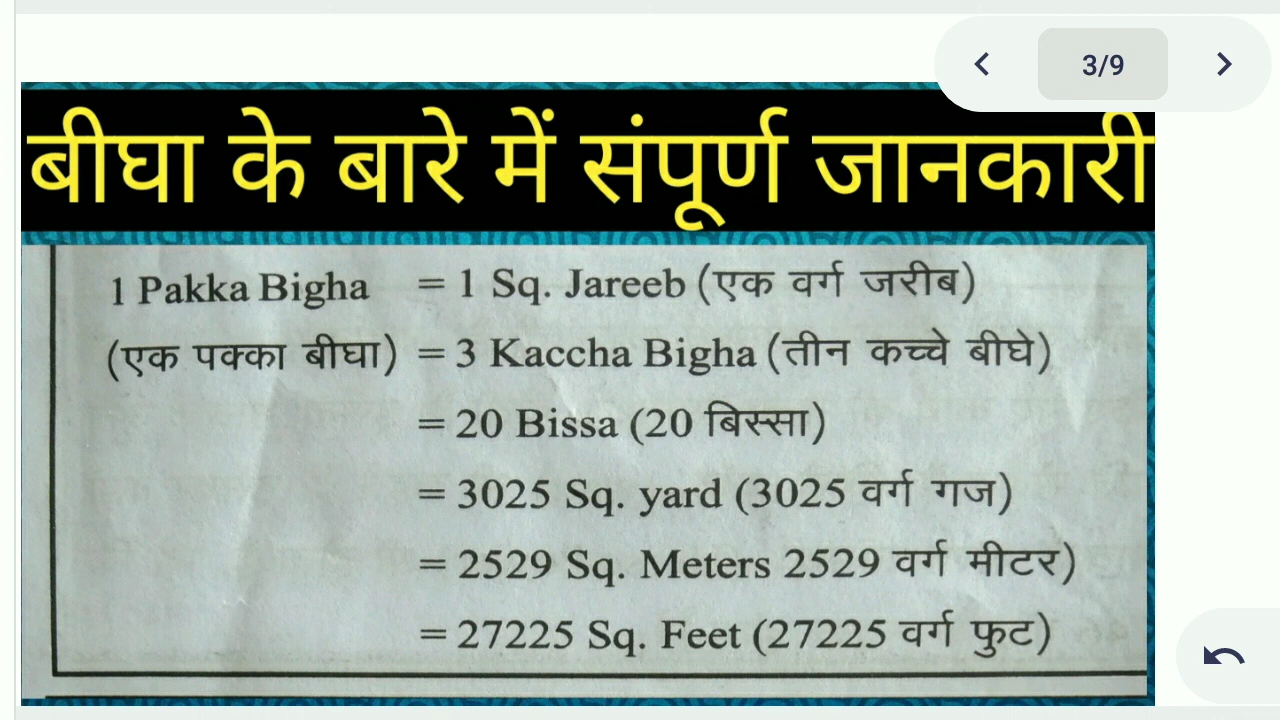 3/9
बीघा के बारे में संपूर्ण जानकारी
1 Pakka Bigha = 1 Sq. Jareeb (एक वर्ग जरीब)
(एक पक्का बीघा) = 3 Kaccha Bigha (तीन कच्चे बीघे)
= 20 Bissa (20 बिस्सा)
= 3025 Sq. yard (3025 वर्ग गज)
= 2529 Sq. Meters 2529 वर्ग मीटर)
= 27225 Sq. Feet (27225 वर्ग फुट)